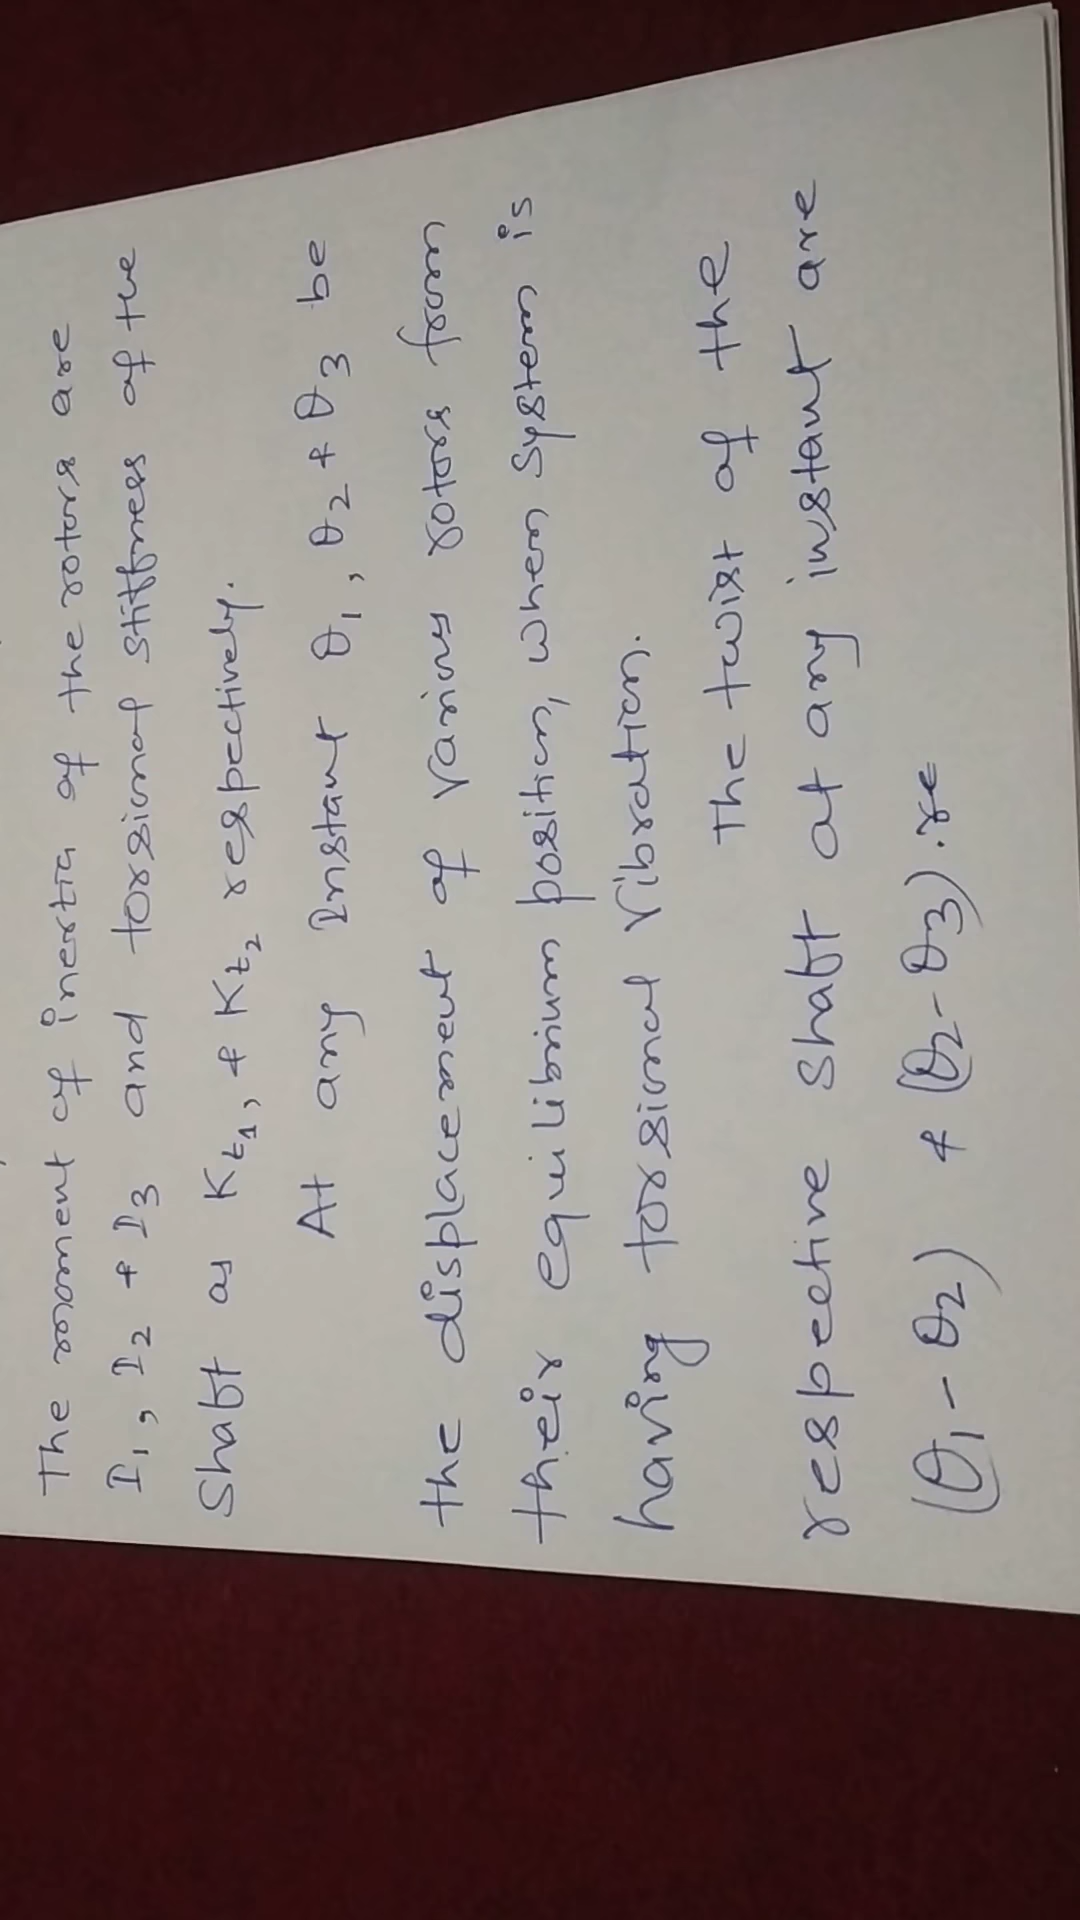 The moment of inertia of the rotors are
I1, I2 & I3 and torsional stiffness of the
Shaft as Kt1, & Kt2 respectively.
At any Instant θ1, θ2 & θ3 be
the displacement of various rotors from
their equilibrium position, when system is
having torsional Vibration.
The twist of the
respective shaft at any instant are
(θ1 - θ2) & (θ2 - θ3).